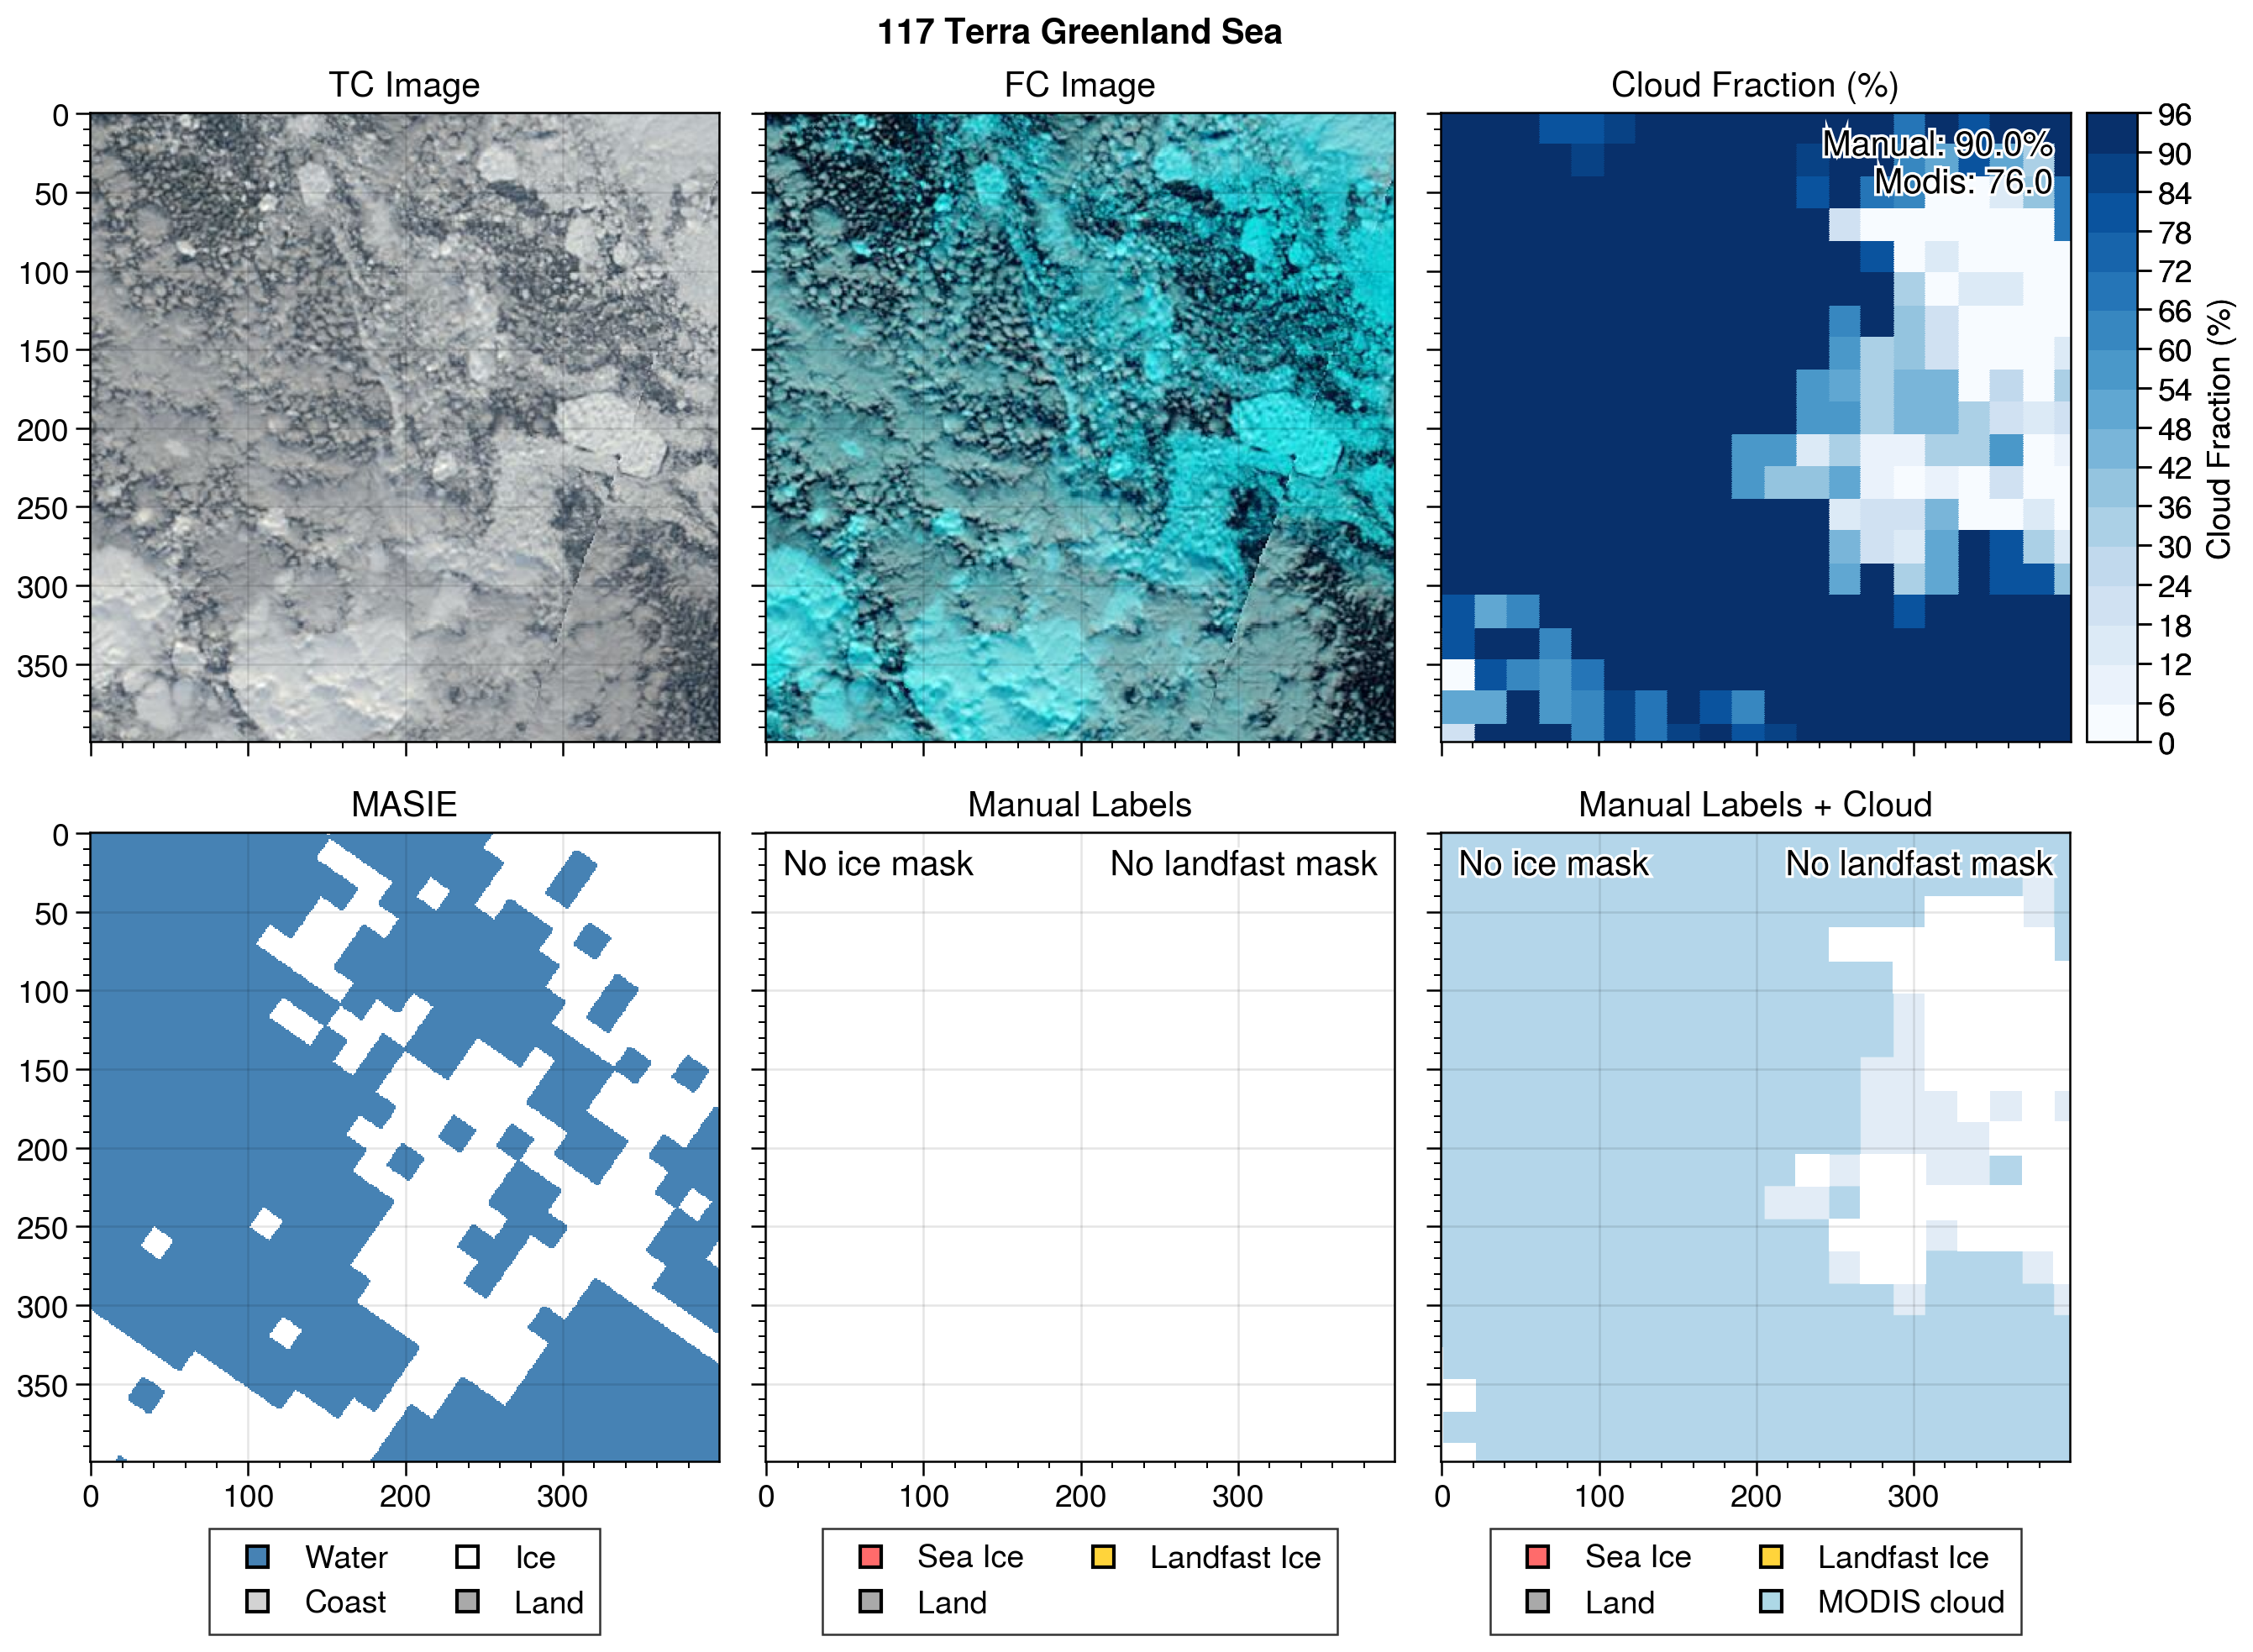 117 Terra Greenland Sea
TC Image
FC Image
Cloud Fraction (%)
0
50
100
150
200
250
300
350
Manual: 90.0%
Modis: 76.0
96
90
84
78
72
66
60
54
48
42
36
30
24
18
12
6
0
Cloud Fraction (%)
MASIE
Manual Labels
Manual Labels + Cloud
0
50
100
150
200
250
300
350
No ice mask
No landfast mask
No ice mask
No landfast mask
0 100 200 300
0 100 200 300
0 100 200 300
Water
Ice
Coast
Land
Sea Ice
Landfast Ice
Land
Sea Ice
Landfast Ice
Land
MODIS cloud